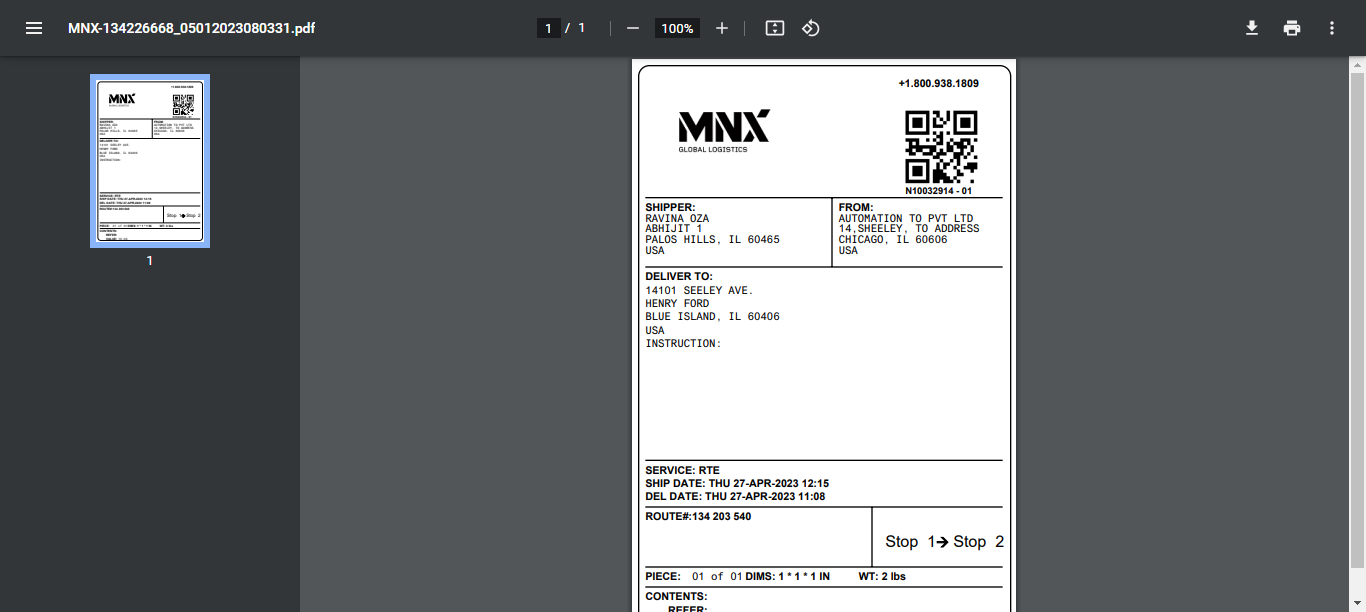 MNX-134226668_05012023080331.pdf
1 / 1
100%
1
+1.800.938.1809
MNX
GLOBAL LOGISTICS
N10032914 - 01
SHIPPER:
RAVINA OZA
ABHIJIT 1
PALOS HILLS, IL 60465
USA
FROM:
AUTOMATION TO PVT LTD
14,SHEELEY, TO ADDRESS
CHICAGO, IL 60606
USA
DELIVER TO:
14101 SEELEY AVE.
HENRY FORD
BLUE ISLAND, IL 60406
USA
INSTRUCTION:
SERVICE: RTE
SHIP DATE: THU 27-APR-2023 12:15
DEL DATE: THU 27-APR-2023 11:08
ROUTE#:134 203 540
Stop 1➔ Stop 2
PIECE: 01 of 01 DIMS: 1 * 1 * 1 IN WT: 2 lbs
CONTENTS:
REFER: